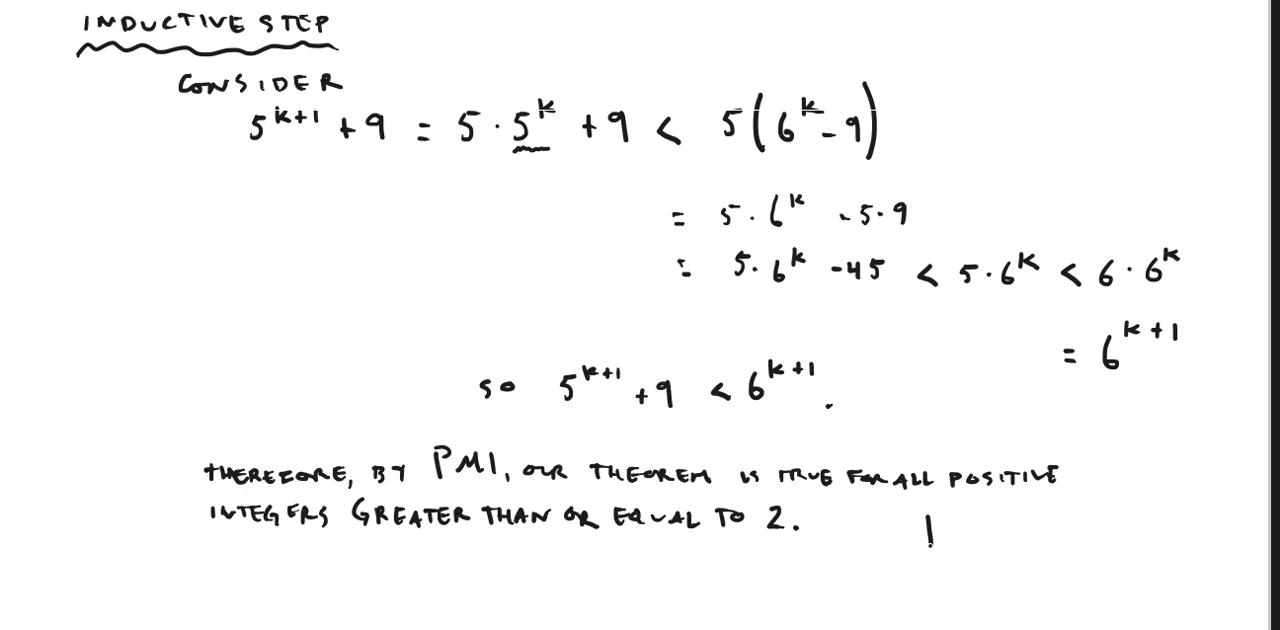 INDUCTIVE STEP
CONSIDER
5^{k+1} + 9 = 5 · 5^k + 9 < 5(6^k - 9)
= 5 · 6^k - 5 · 9
= 5 · 6^k - 45 < 5 · 6^k < 6 · 6^k
= 6^{k+1}
SO 5^{k+1} + 9 < 6^{k+1}.
THEREFORE, BY PMI, OUR THEOREM IS TRUE FOR ALL POSITIVE
INTEGERS GREATER THAN OR EQUAL TO 2.